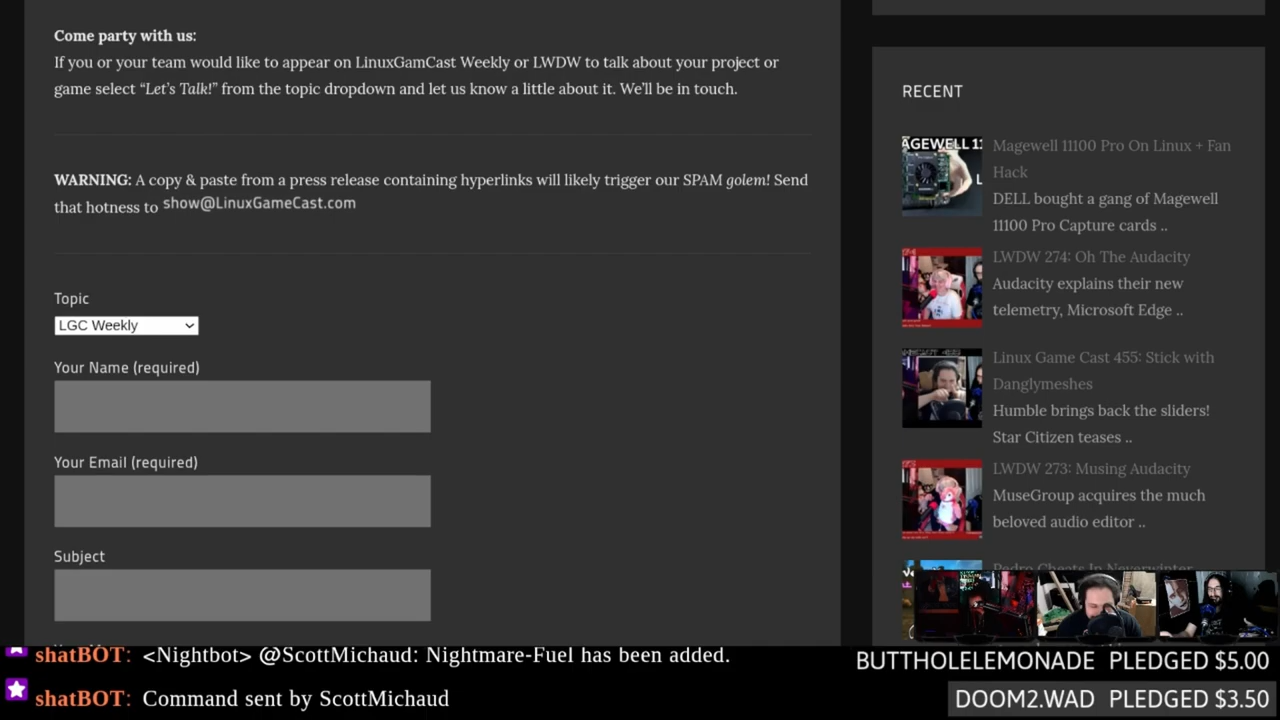 Come party with us:
If you or your team would like to appear on LinuxGamCast Weekly or LWDW to talk about your project or
game select “Let’s Talk!” from the topic dropdown and let us know a little about it. We’ll be in touch.
WARNING: A copy & paste from a press release containing hyperlinks will likely trigger our SPAM golem! Send
that hotness to show@LinuxGameCast.com
Topic
LGC Weekly
Your Name (required)
Your Email (required)
Subject
RECENT
AGEWELL 11
Magewell 11100 Pro On Linux + Fan
Hack
DELL bought a gang of Magewell
11100 Pro Capture cards ..
LWDW 274: Oh The Audacity
Audacity explains their new
telemetry, Microsoft Edge ..
Linux Game Cast 455: Stick with
Danglymeshes
Humble brings back the sliders!
Star Citizen teases ..
LWDW 273: Musing Audacity
MuseGroup acquires the much
beloved audio editor ..
Pedro Cheats In Neverwinter
shatBOT: <Nightbot> @ScottMichaud: Nightmare-Fuel has been added.
shatBOT: Command sent by ScottMichaud
BUTTHOLELEMONADE PLEDGED $5.00
DOOM2.WAD PLEDGED $3.50